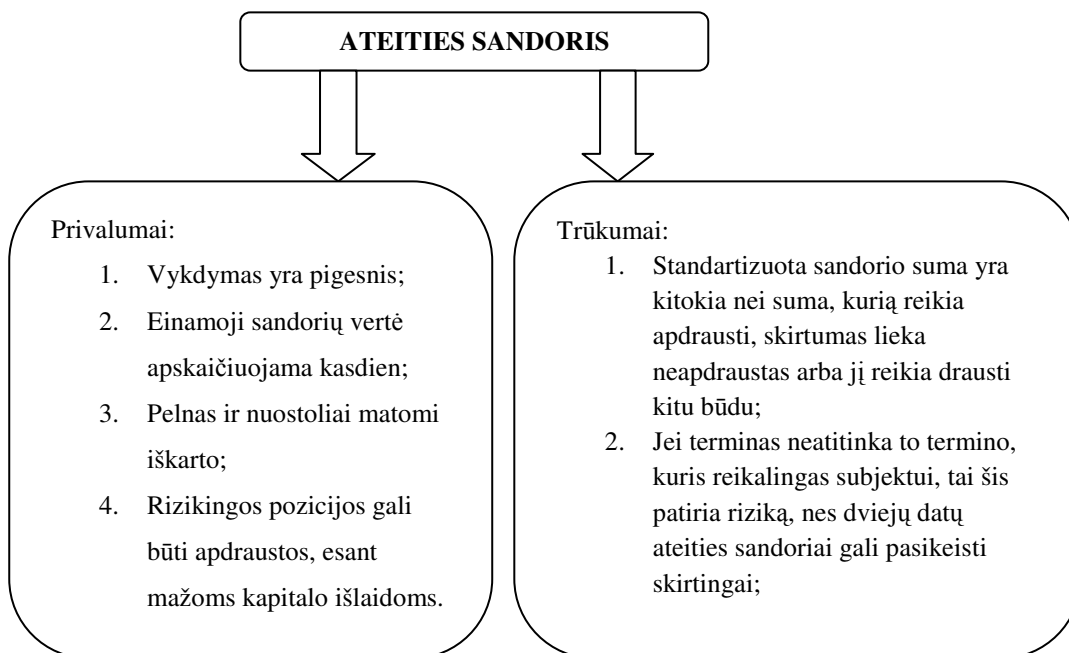 ATEITIES SANDORIS
Privalumai:
1. Vykdymas yra pigesnis;
2. Einamoji sandorių vertė
apskaičiuojama kasdien;
3. Pelnas ir nuostoliai matomi
iškarto;
4. Rizikingos pozicijos gali
būti apdraustos, esant
mažoms kapitalo išlaidoms.
Trūkumai:
1. Standartizuota sandorio suma yra
kitokia nei suma, kurią reikia
apdrausti, skirtumas lieka
neapdraustas arba jį reikia drausti
kitu būdu;
2. Jei terminas neatitinka to termino,
kuris reikalingas subjektui, tai šis
patiria riziką, nes dviejų datų
ateities sandoriai gali pasikeisti
skirtingai;